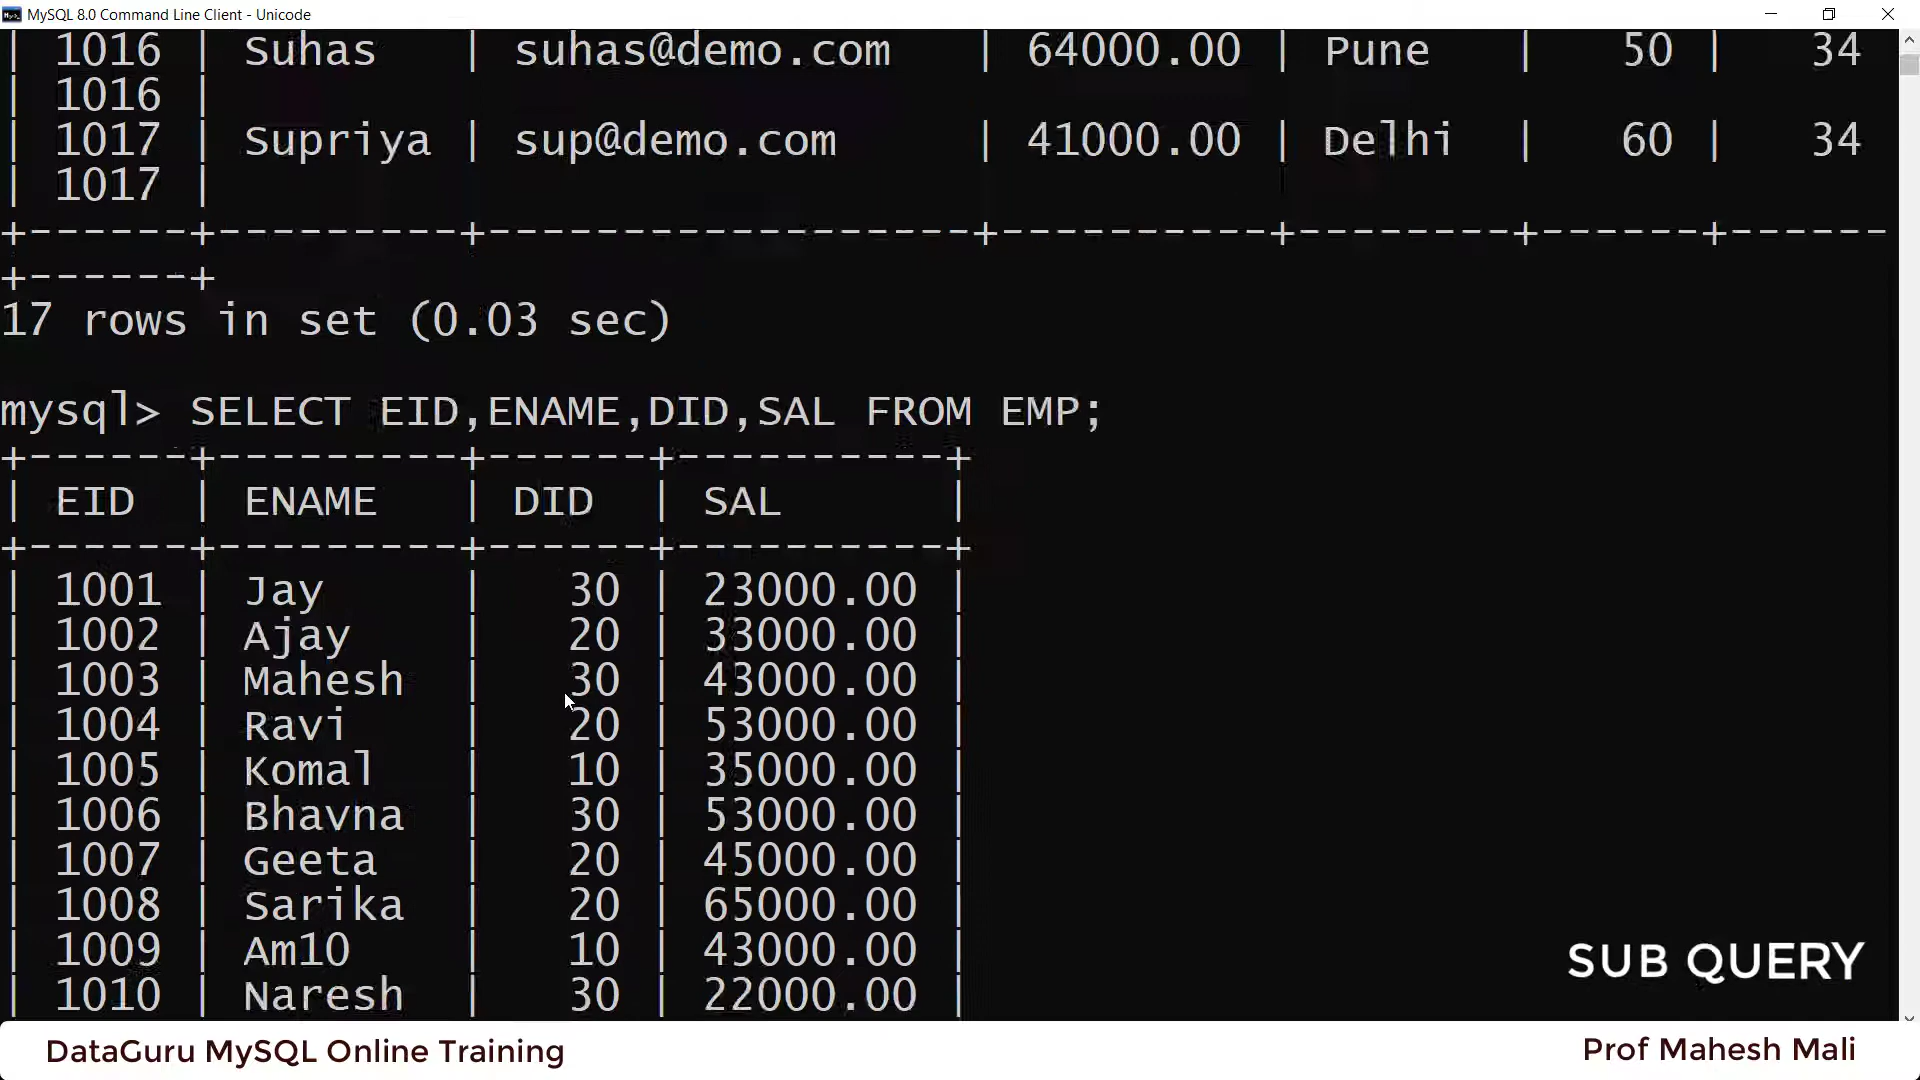 MySQL 8.0 Command Line Client - Unicode
| 1016 | Suhas   | suhas@demo.com   | 64000.00 | Pune   |   50 |   34
| 1016 |
| 1017 | Supriya | sup@demo.com     | 41000.00 | Delhi  |   60 |   34
| 1017 |
+------+---------+------------------+----------+--------+------+------
+------+
17 rows in set (0.03 sec)
mysql> SELECT EID,ENAME,DID,SAL FROM EMP;
+------+---------+------+----------+
| EID  | ENAME   | DID  | SAL      |
+------+---------+------+----------+
| 1001 | Jay     |   30 | 23000.00 |
| 1002 | Ajay    |   20 | 33000.00 |
| 1003 | Mahesh  |   30 | 43000.00 |
| 1004 | Ravi    |   20 | 53000.00 |
| 1005 | Komal   |   10 | 35000.00 |
| 1006 | Bhavna  |   30 | 53000.00 |
| 1007 | Geeta   |   20 | 45000.00 |
| 1008 | Sarika  |   20 | 65000.00 |
| 1009 | Am10    |   10 | 43000.00 |
| 1010 | Naresh  |   30 | 22000.00 |
SUB QUERY
DataGuru MySQL Online Training
Prof Mahesh Mali